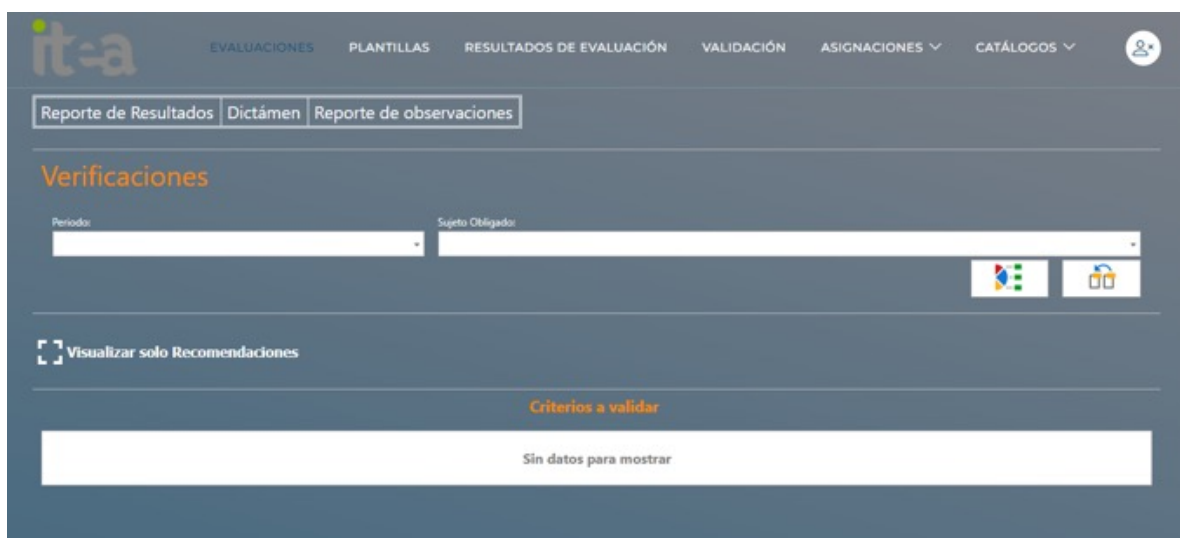 itea
EVALUACIONES PLANTILLAS RESULTADOS DE EVALUACIÓN VALIDACIÓN ASIGNACIONES CATÁLOGOS
Reporte de Resultados Dictámen Reporte de observaciones
Verificaciones
Periodo: Sujeto Obligado:
Visualizar solo Recomendaciones
Criterios a validar
Sin datos para mostrar